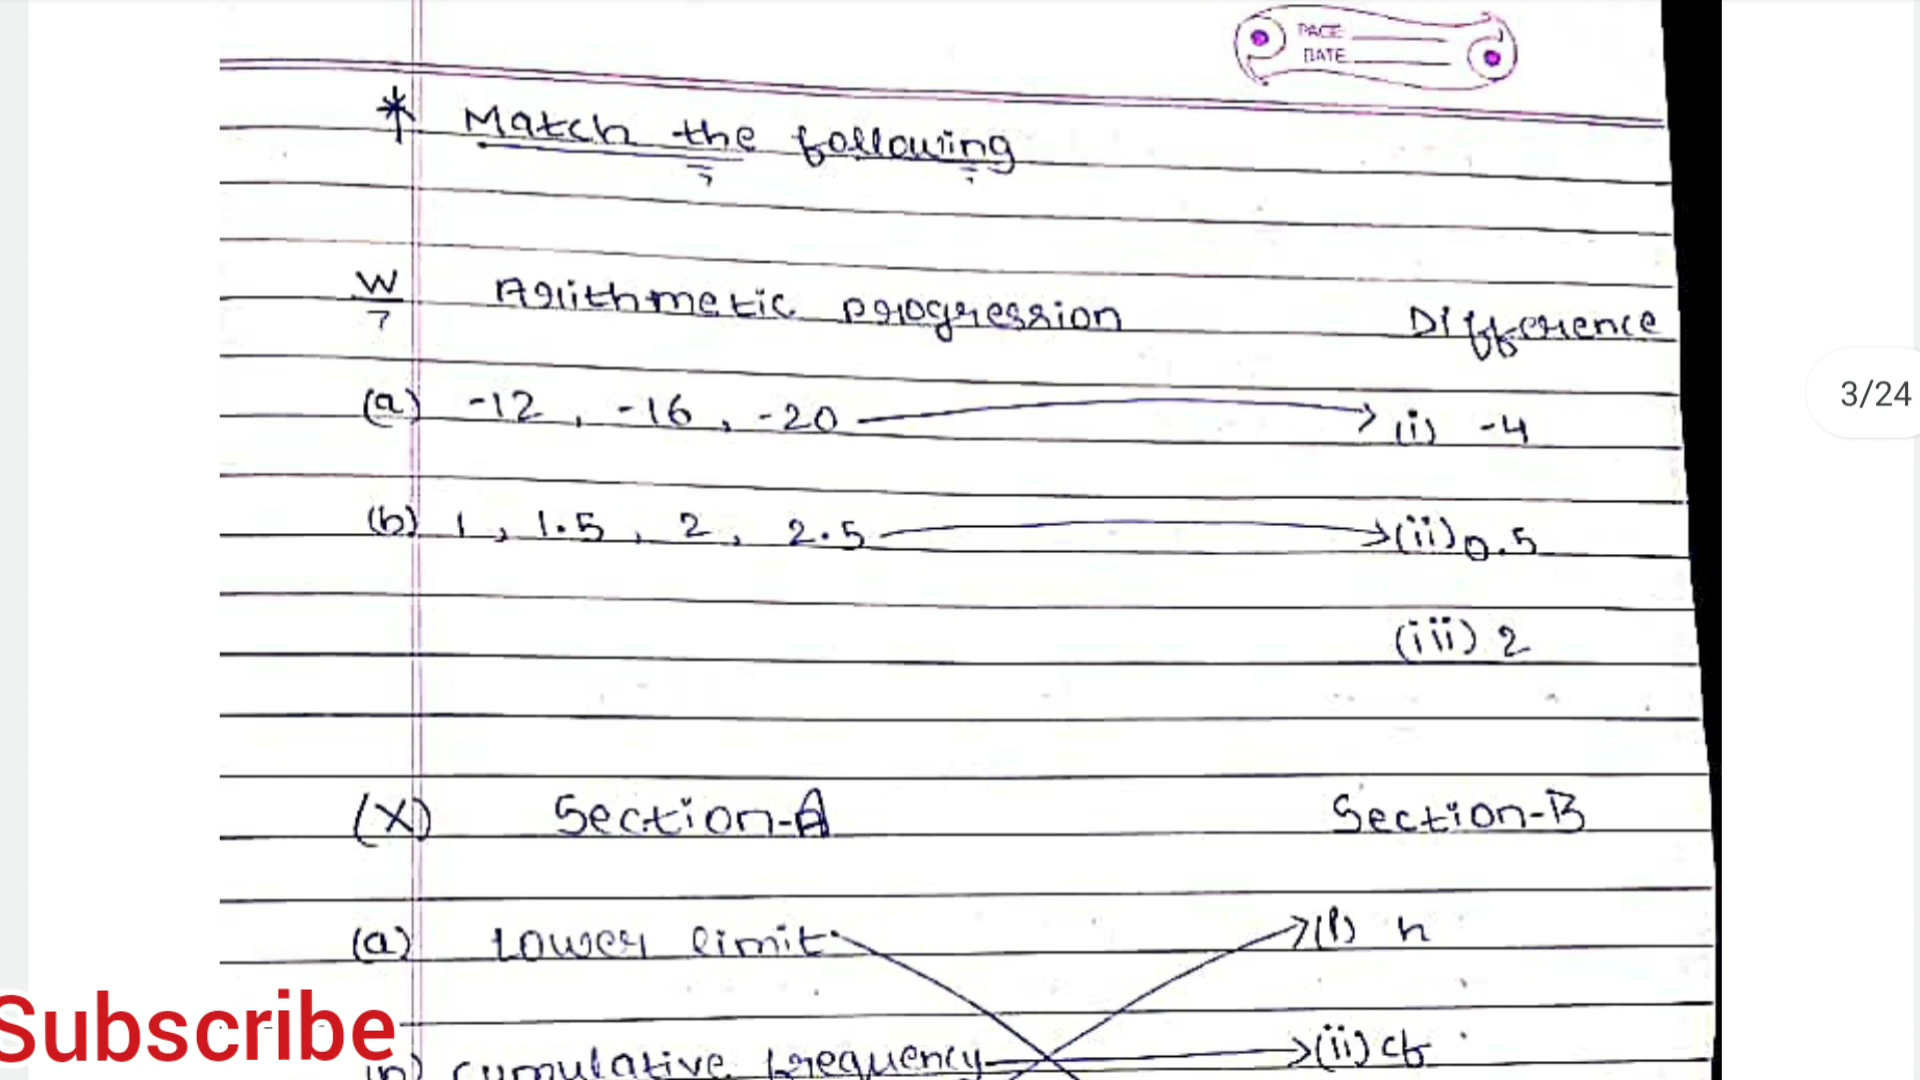 PAGE
DATE
* Match the following
W Arithmetic progression Difference
(a) -12, -16, -20 (i) -4
(b) 1, 1.5, 2, 2.5 (ii) 0.5
(iii) 2
3/24
(X) Section-A Section-B
(a) Lower limit (i) h
(b) cumulative frequency (ii) cf
Subscribe